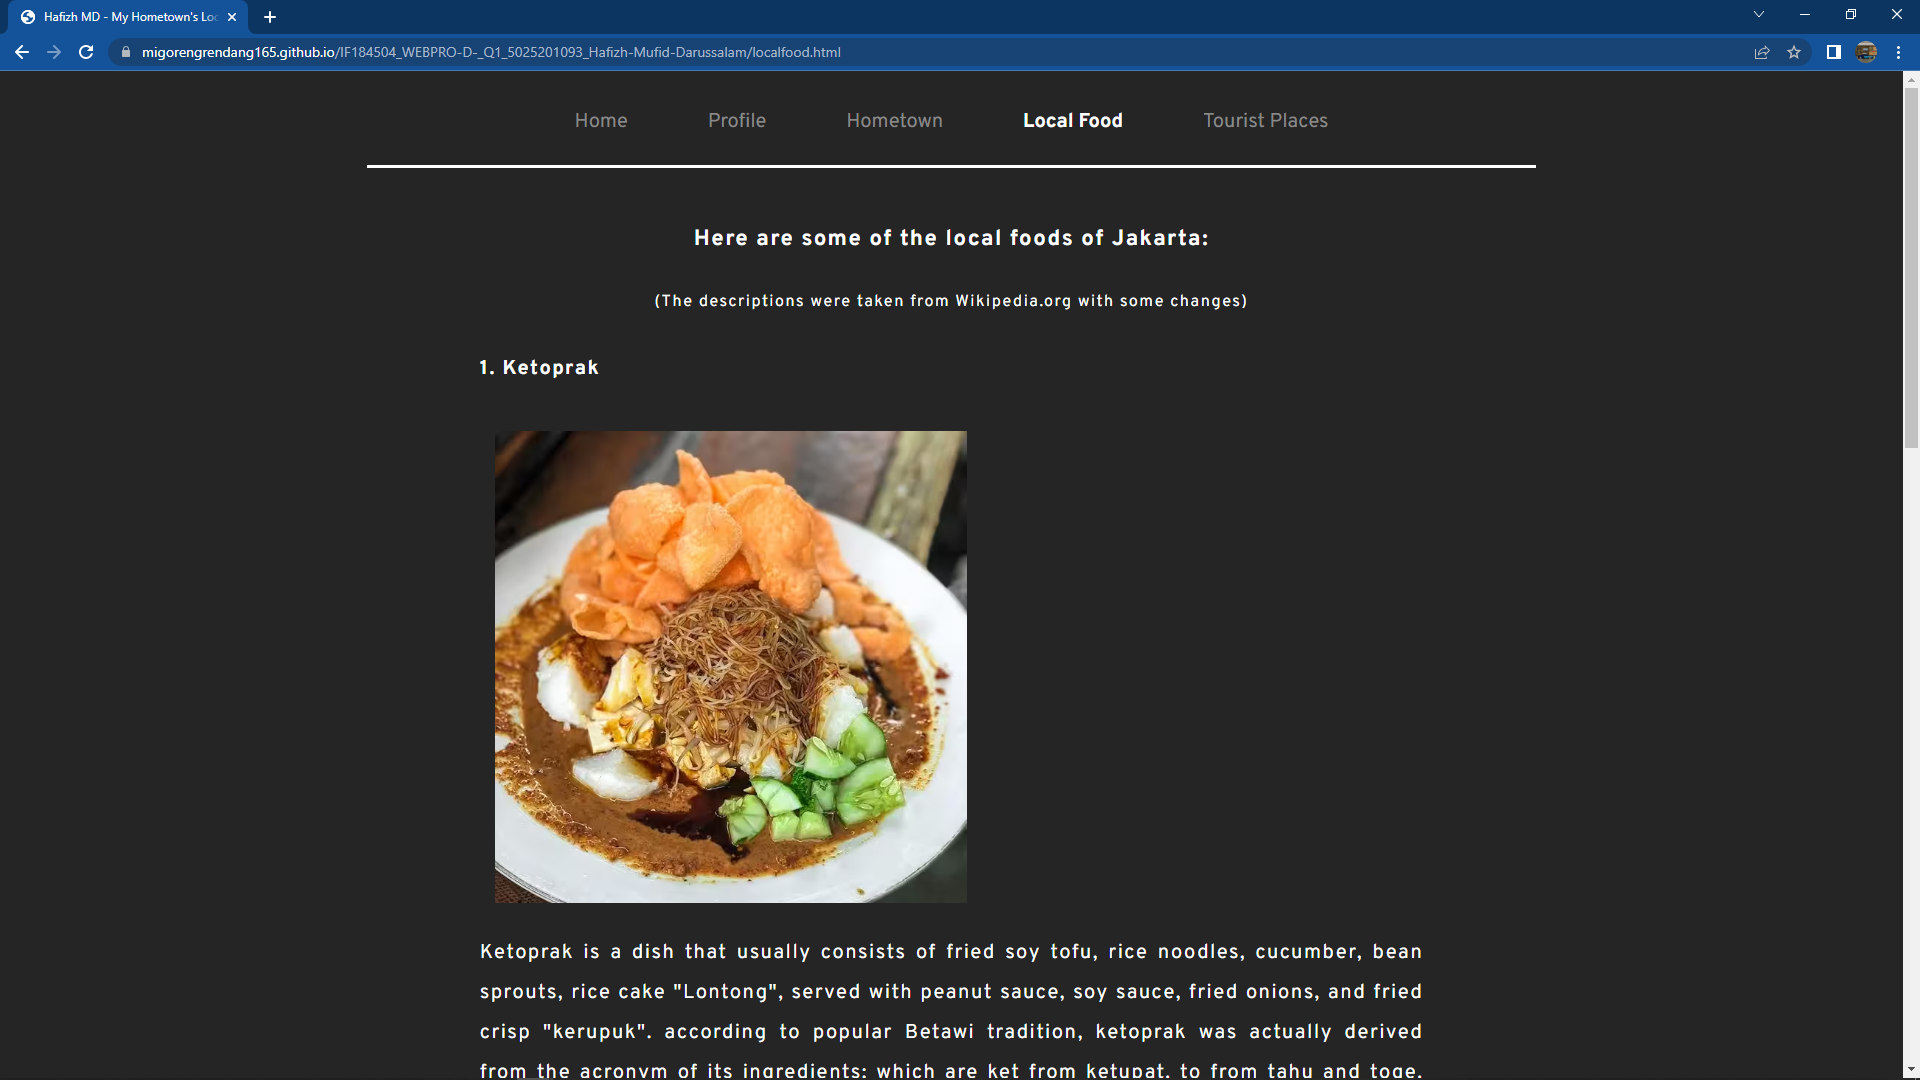 Hafizh MD - My Hometown's Loc
migorengrendang165.github.io/IF184504_WEBPRO-D-_Q1_5025201093_Hafizh-Mufid-Darussalam/localfood.html
Home Profile Hometown Local Food Tourist Places
Here are some of the local foods of Jakarta:
(The descriptions were taken from Wikipedia.org with some changes)
1. Ketoprak
Ketoprak is a dish that usually consists of fried soy tofu, rice noodles, cucumber, bean
sprouts, rice cake "Lontong", served with peanut sauce, soy sauce, fried onions, and fried
crisp "kerupuk". according to popular Betawi tradition, ketoprak was actually derived
from the acronym of its ingredients; which are ket from ketupat, to from tahu and toge,